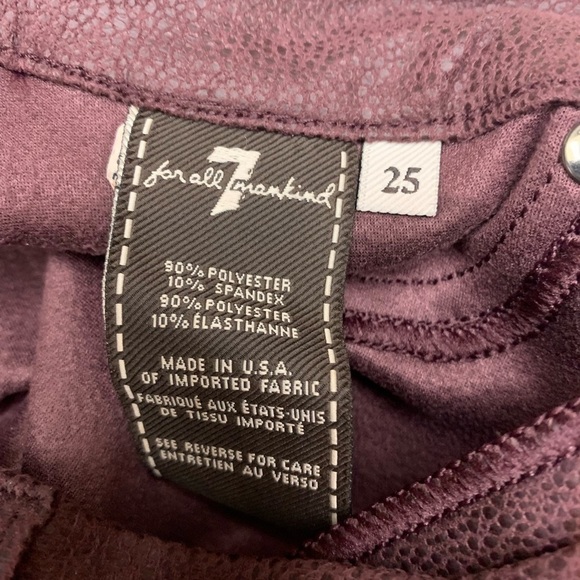 7
for all mankind
25
90% POLYESTER
10% SPANDEX
90% POLYESTER
10% ÉLASTHANNE
MADE IN U.S.A.
OF IMPORTED FABRIC
FABRIQUÉ AUX ÉTATS-UNIS
DE TISSU IMPORTÉ
SEE REVERSE FOR CARE
ENTRETIEN AU VERSO